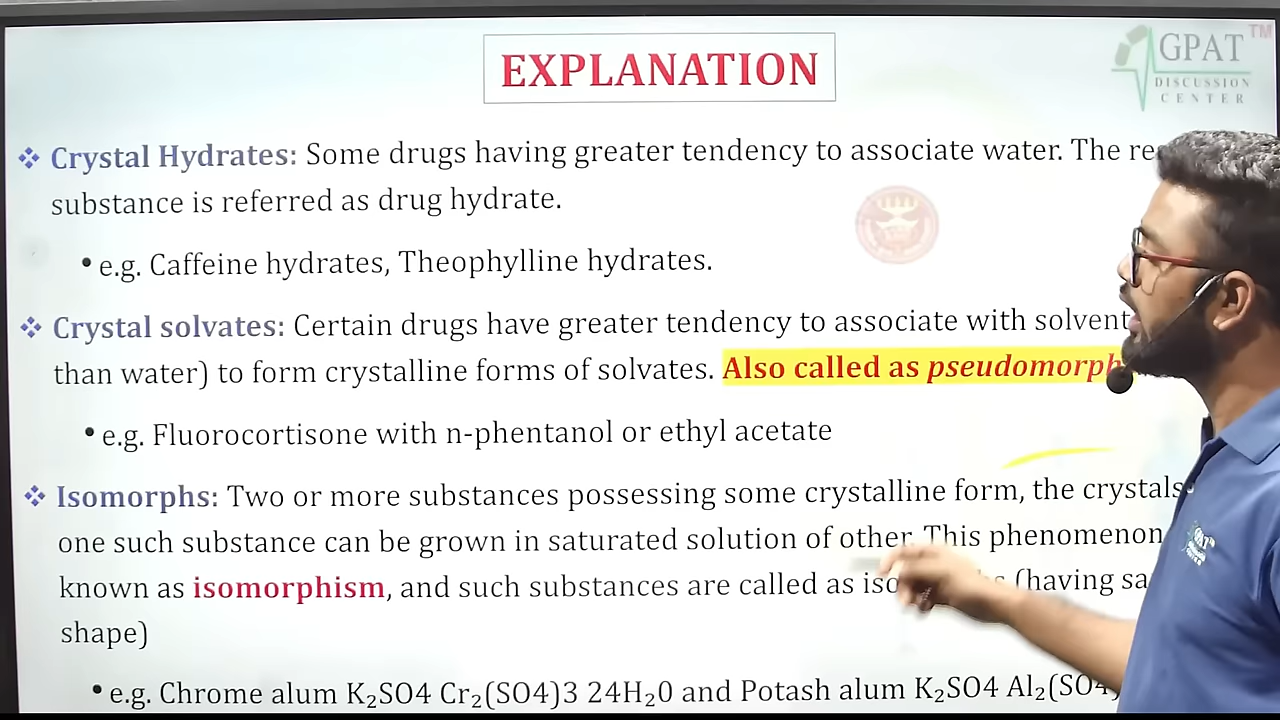 EXPLANATION
GPAT TM
DISCUSSION
CENTER
❖ Crystal Hydrates: Some drugs having greater tendency to associate water. The
substance is referred as drug hydrate.
• e.g. Caffeine hydrates, Theophylline hydrates.
❖ Crystal solvates: Certain drugs have greater tendency to associate with solvent
than water) to form crystalline forms of solvates. Also called as pseudomorph
• e.g. Fluorocortisone with n-phentanol or ethyl acetate
❖ Isomorphs: Two or more substances possessing some crystalline form, the crystals
one such substance can be grown in saturated solution of other. This phenomenon
known as isomorphism, and such substances are called as (having
shape)
• e.g. Chrome alum K₂SO4 Cr₂(SO4)3 24H₂0 and Potash alum K₂SO4 Al₂(SO4